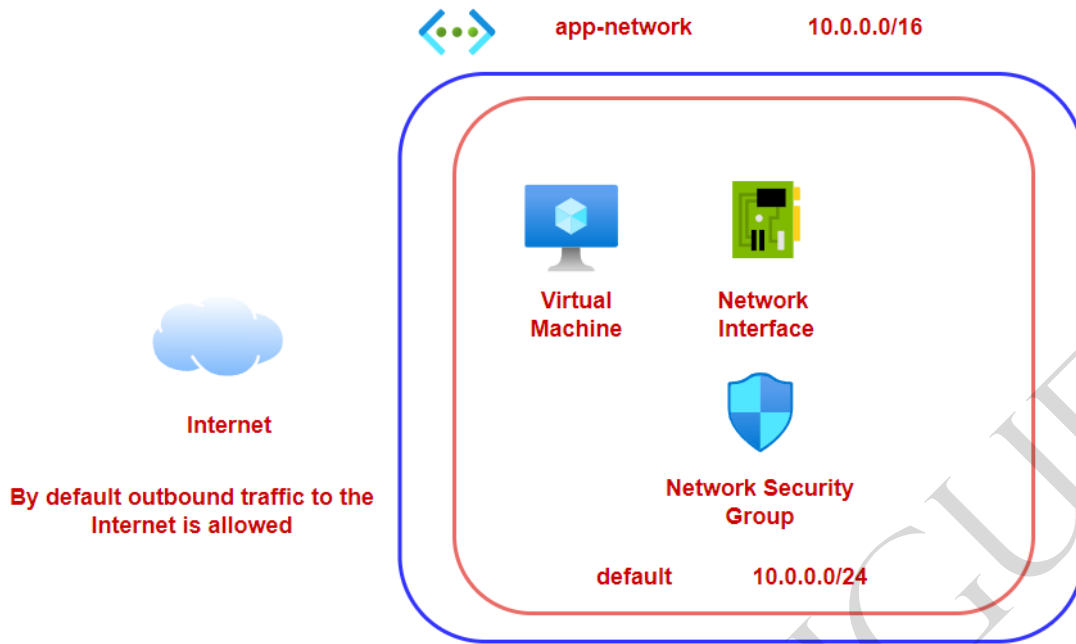 app-network 10.0.0.0/16
Virtual
Machine
Network
Interface
Internet
Network Security
Group
By default outbound traffic to the
Internet is allowed
default 10.0.0.0/24